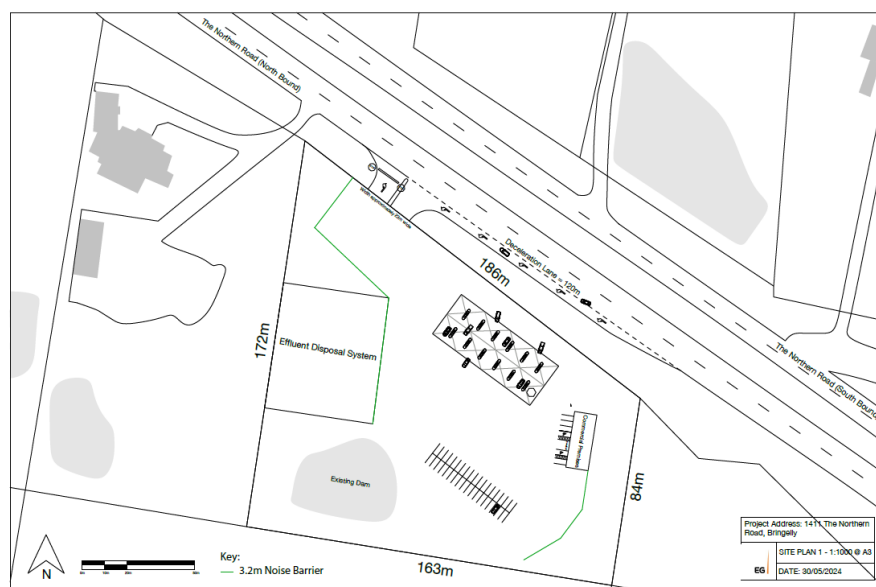 The Northern Road (North Bound)
Deceleration Lane = 120m
186m
172m
Effluent Disposal System
The Northern Road (South Bound)
Commercial Premises
Existing Dam
84m
163m
N
Key:
3.2m Noise Barrier
Project Address: 1411 The Northern
Road, Bringelly
EG
SITE PLAN 1 - 1:1000 @ A3
DATE: 30/05/2024